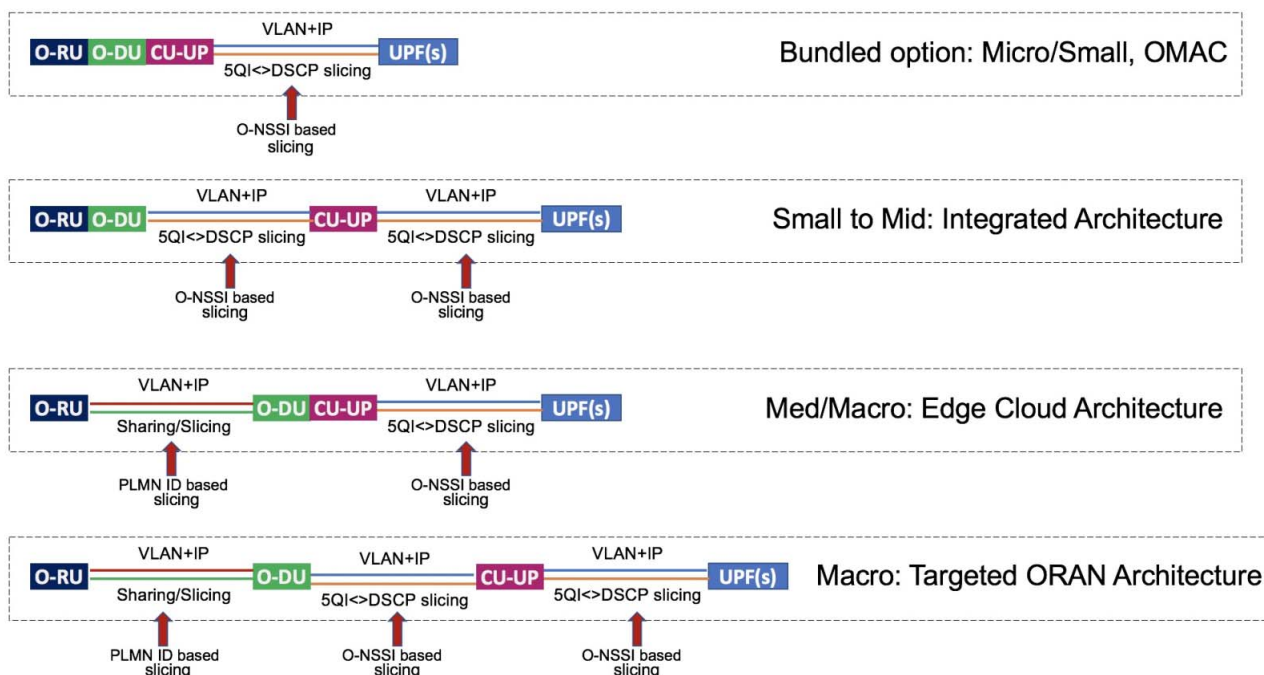 VLAN+IP
O-RU O-DU CU-UP UPF(s)
5QI<>DSCP slicing
O-NSSI based
slicing
Bundled option: Micro/Small, OMAC
VLAN+IP VLAN+IP
O-RU O-DU CU-UP UPF(s)
5QI<>DSCP slicing 5QI<>DSCP slicing
O-NSSI based O-NSSI based
slicing slicing
Small to Mid: Integrated Architecture
VLAN+IP VLAN+IP
O-RU O-DU CU-UP UPF(s)
Sharing/Slicing 5QI<>DSCP slicing
PLMN ID based O-NSSI based
slicing slicing
Med/Macro: Edge Cloud Architecture
VLAN+IP VLAN+IP VLAN+IP
O-RU O-DU CU-UP UPF(s)
Sharing/Slicing 5QI<>DSCP slicing 5QI<>DSCP slicing
PLMN ID based O-NSSI based O-NSSI based
slicing slicing slicing
Macro: Targeted ORAN Architecture